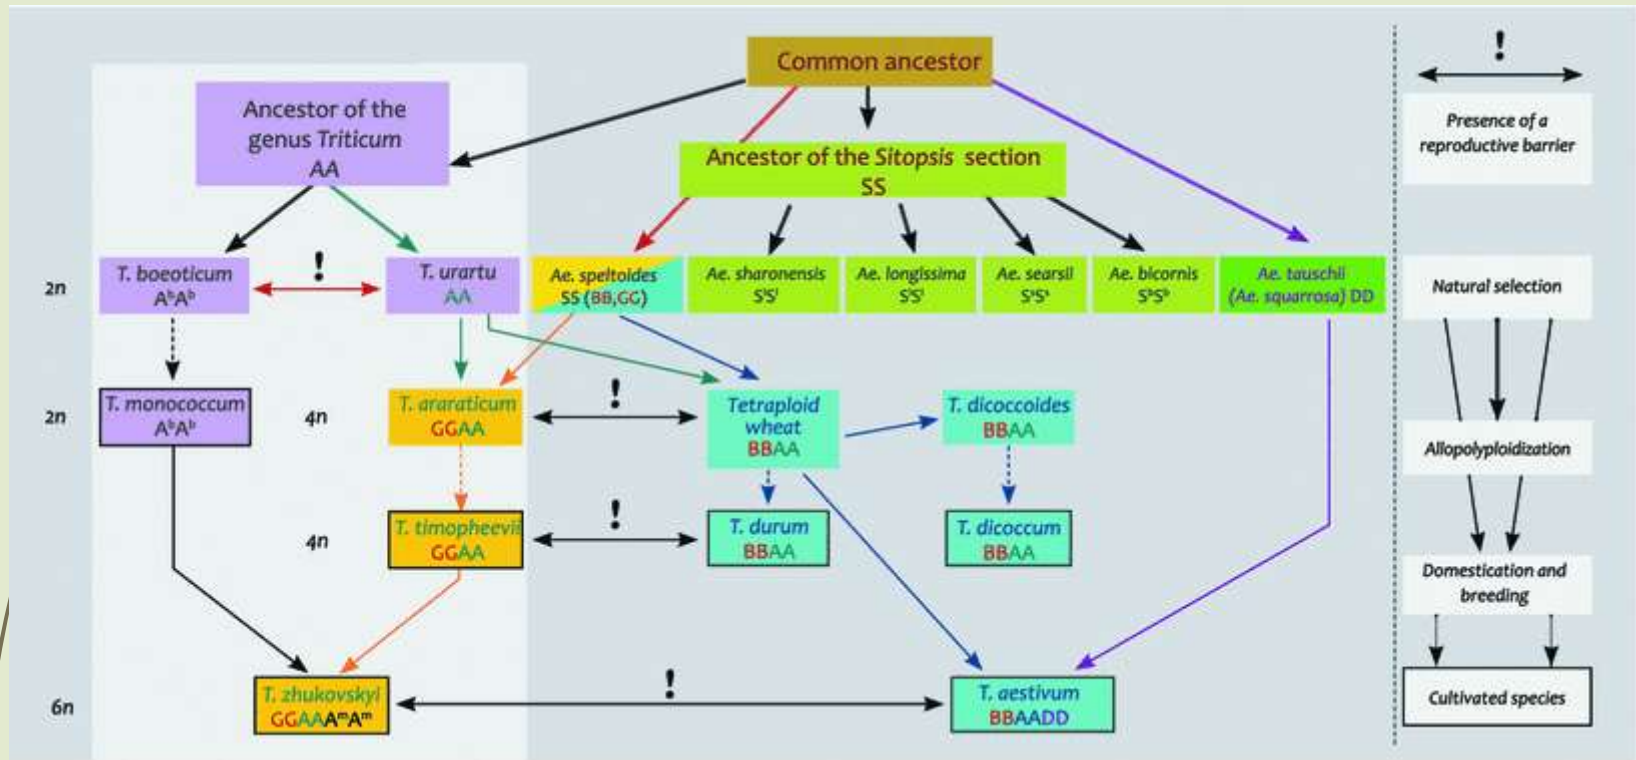 Common ancestor
!
Ancestor of the
genus Triticum
AA
Presence of a
reproductive barrier
Ancestor of the Sitopsis section
SS
2n
T. boeoticum
AᵇAᵇ
!
T. urartu
AA
Ae. speltoides
SS (BB,GG)
Ae. sharonensis
SˡSˡ
Ae. longissima
SˡSˡ
Ae. searsil
SˢSˢ
Ae. bicornis
SᵇSᵇ
Ae. tauschii
(Ae. squarrosa) DD
Natural selection
2n
T. monococcum
AᵇAᵇ
4n
T. araraticum
GGAA
!
Tetraploid
wheat
BBAA
T. dicoccoides
BBAA
Allopolyploidization
4n
T. timopheevii
GGAA
!
T. durum
BBAA
T. dicoccum
BBAA
Domestication and
breeding
6n
T. zhukovskyi
GGAAAᵐAᵐ
!
T. aestivum
BBAADD
Cultivated species